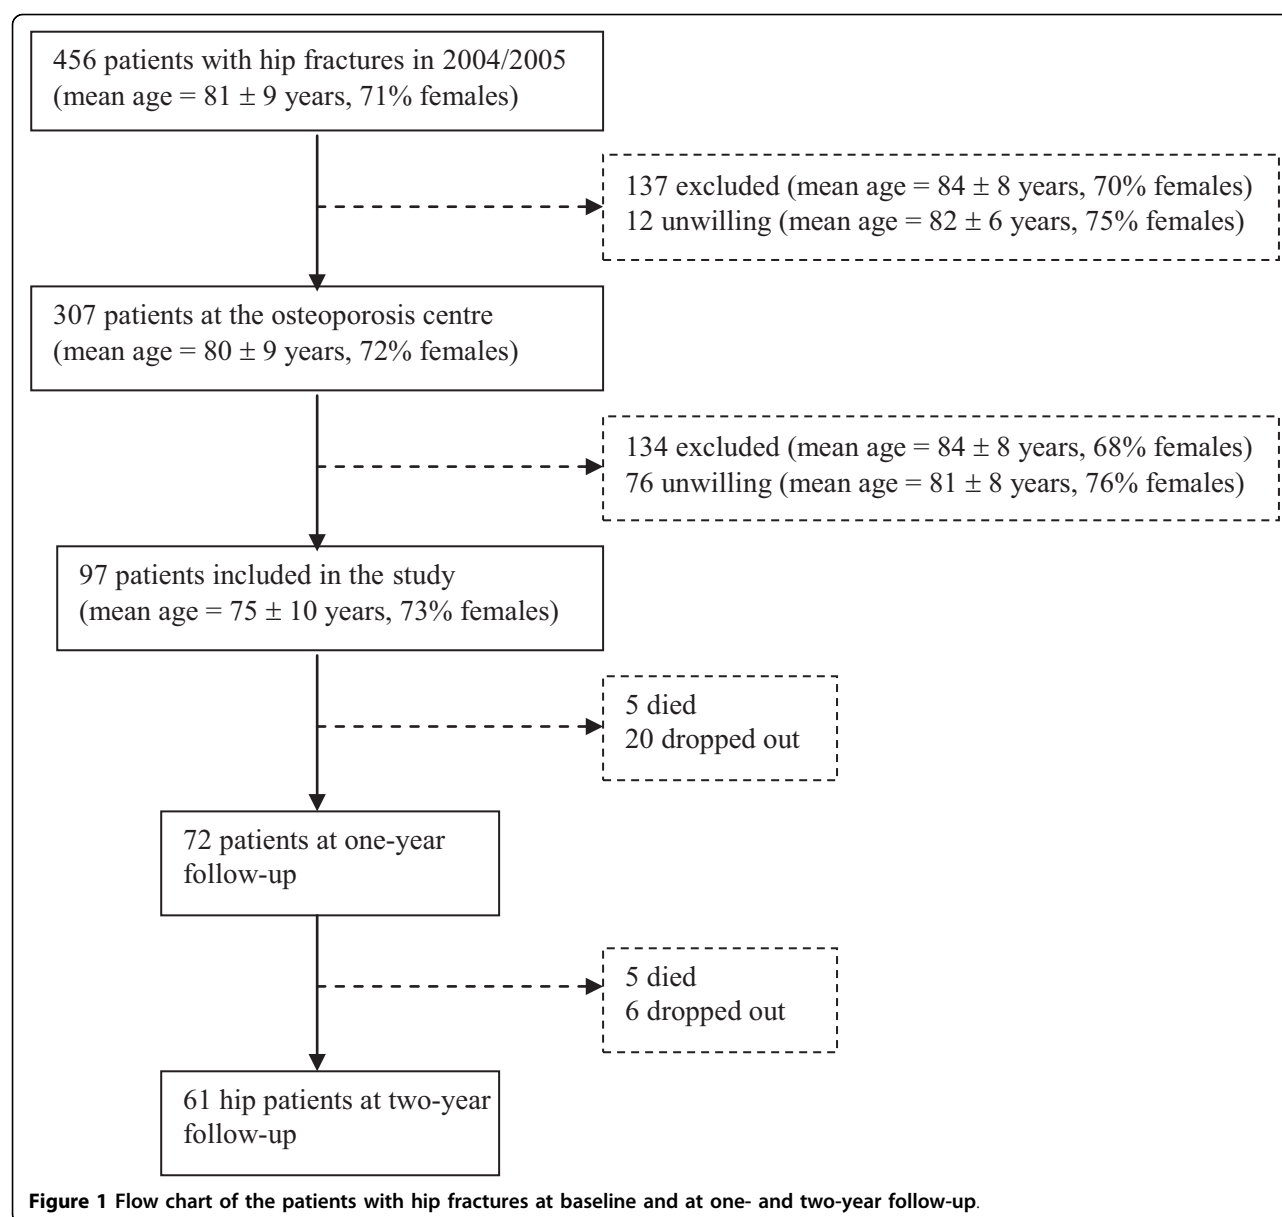 456 patients with hip fractures in 2004/2005
(mean age = 81 ± 9 years, 71% females)
137 excluded (mean age = 84 ± 8 years, 70% females)
12 unwilling (mean age = 82 ± 6 years, 75% females)
307 patients at the osteoporosis centre
(mean age = 80 ± 9 years, 72% females)
134 excluded (mean age = 84 ± 8 years, 68% females)
76 unwilling (mean age = 81 ± 8 years, 76% females)
97 patients included in the study
(mean age = 75 ± 10 years, 73% females)
5 died
20 dropped out
72 patients at one-year
follow-up
5 died
6 dropped out
61 hip patients at two-year
follow-up
Figure 1 Flow chart of the patients with hip fractures at baseline and at one- and two-year follow-up.